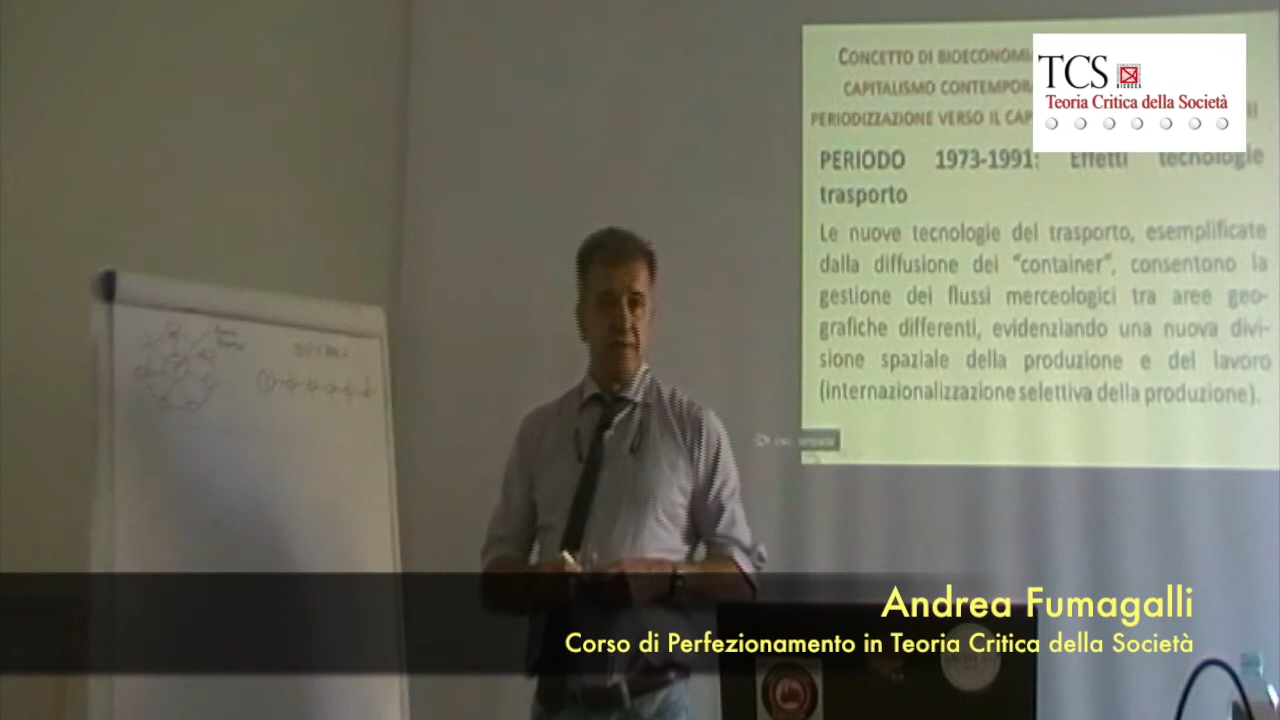 CONCETTO DI BIOECONOMI
CAPITALISMO CONTEMPORA
PERIODIZZAZIONE VERSO IL CAP
TCS
BICOCCA
Teoria Critica della Società
PERIODO 1973-1991: Effetti tecnologie
trasporto
Le nuove tecnologie del trasporto, esemplificate
dalla diffusione dei "container", consentono la
gestione dei flussi merceologici tra aree geo-
grafiche differenti, evidenziando una nuova divi-
sione spaziale della produzione e del lavoro
(internazionalizzazione selettiva della produzione).
Andrea Fumagalli
Corso di Perfezionamento in Teoria Critica della Società